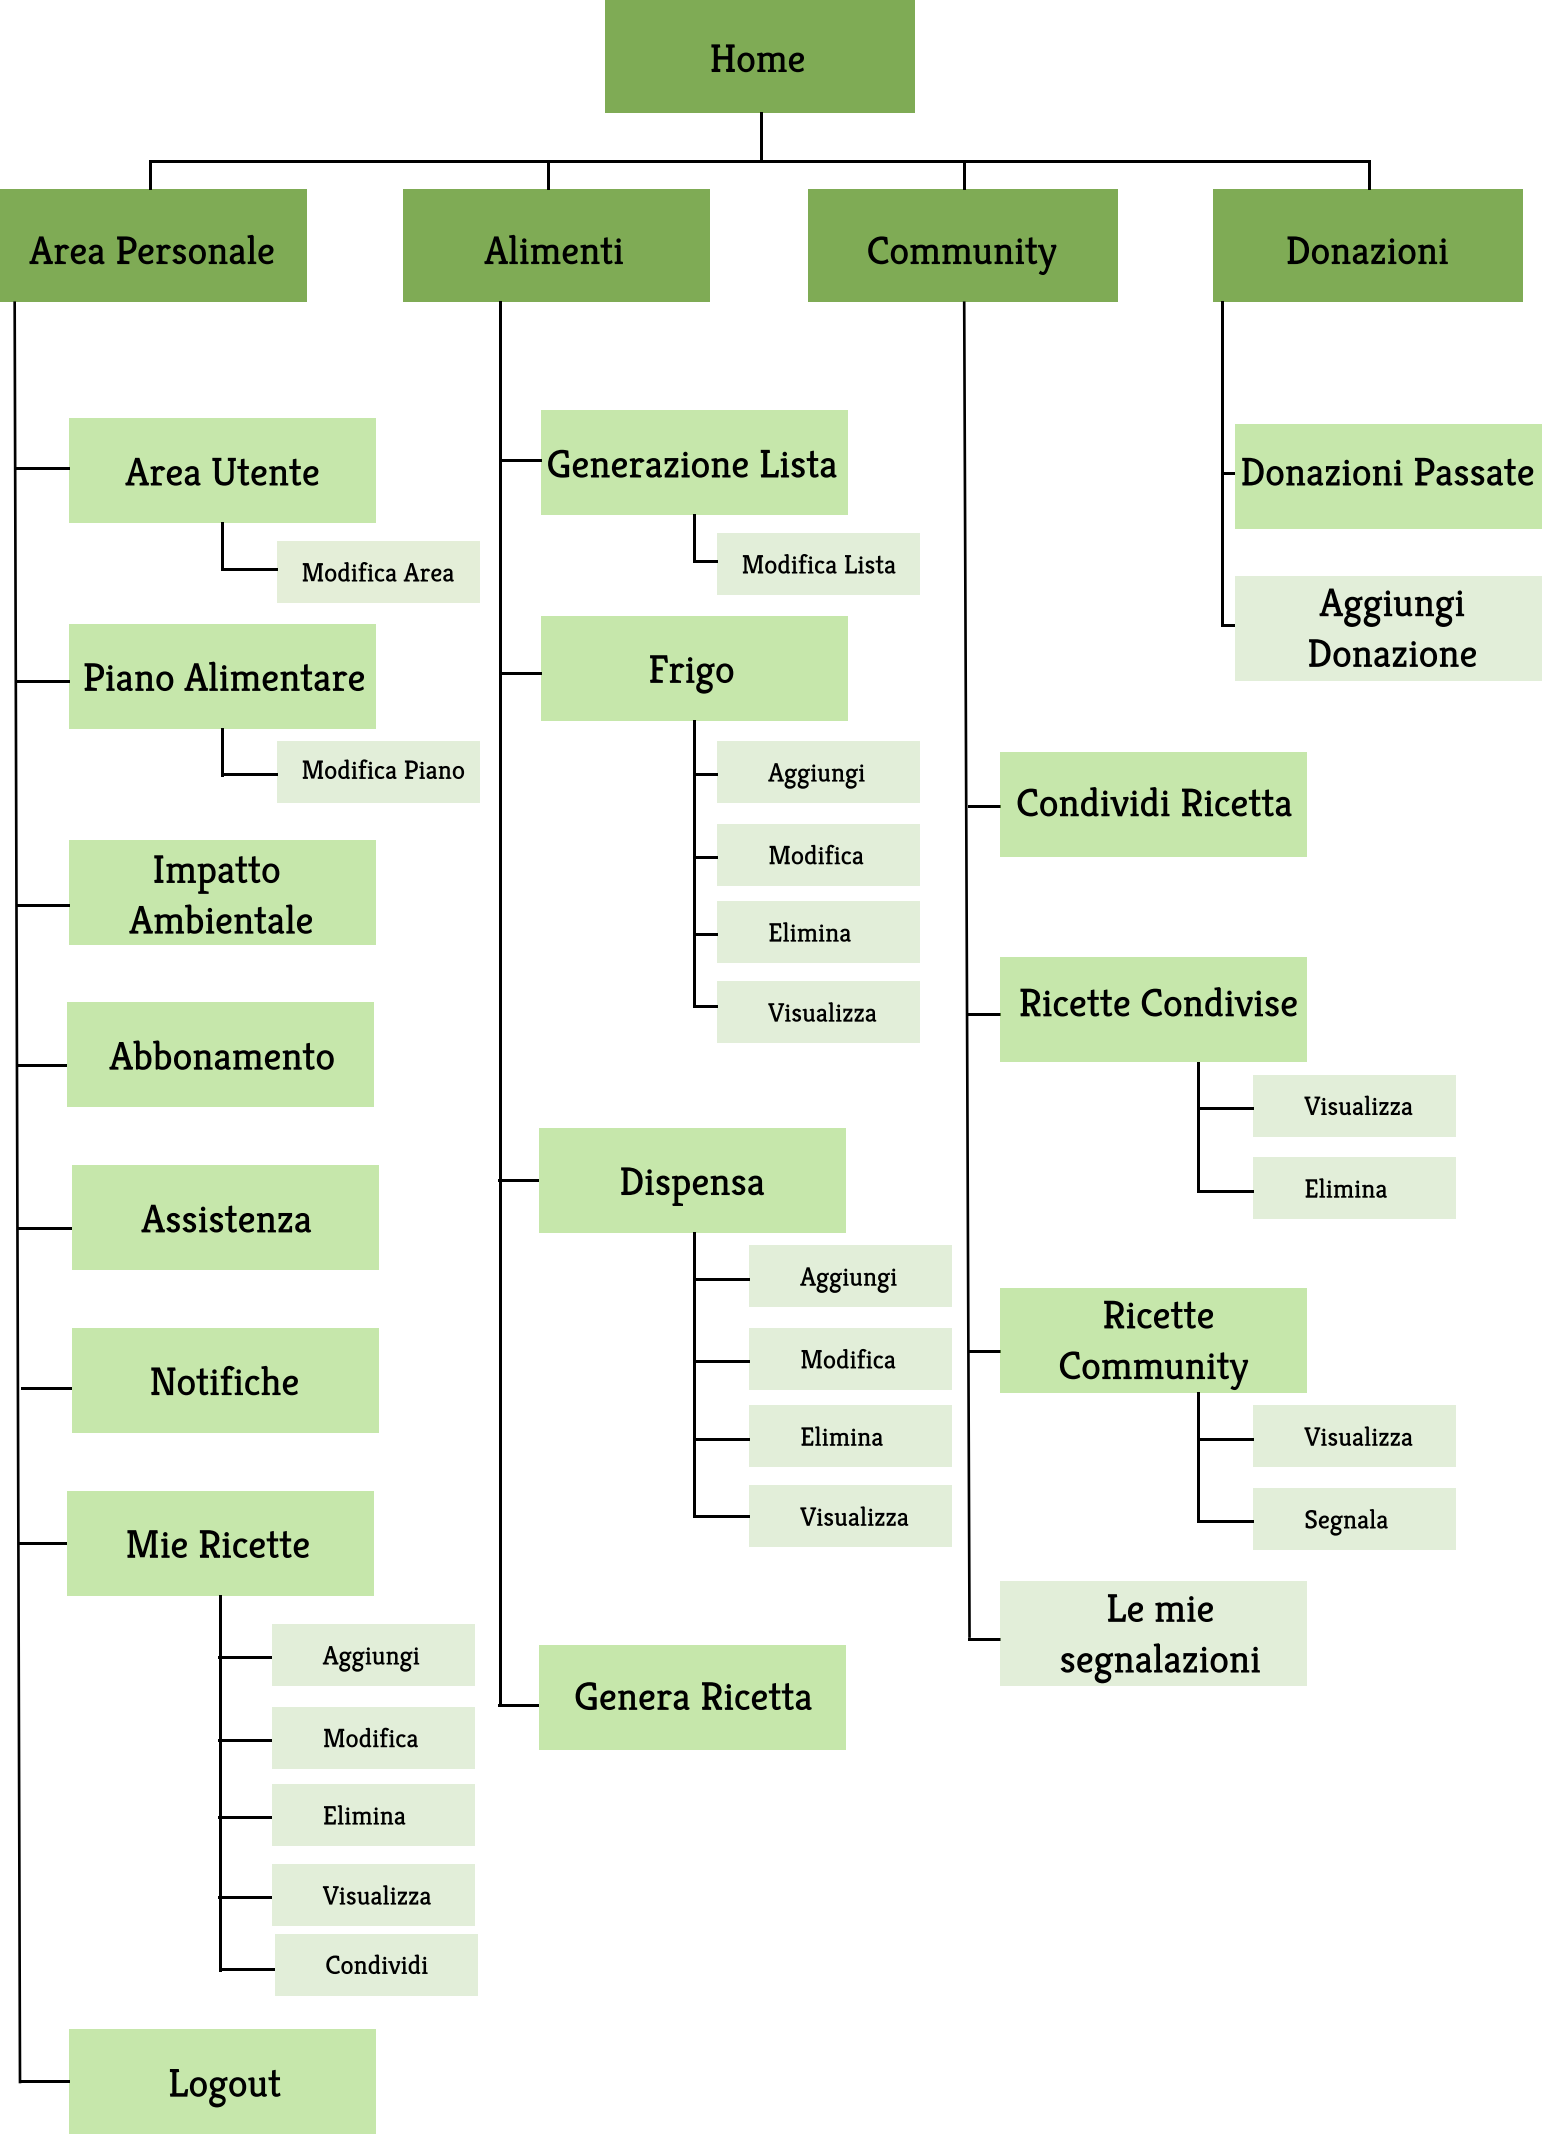 Home
Area Personale
Alimenti
Community
Donazioni
Area Utente
Modifica Area
Piano Alimentare
Modifica Piano
Impatto
Ambientale
Abbonamento
Assistenza
Notifiche
Mie Ricette
Aggiungi
Modifica
Elimina
Visualizza
Condividi
Logout
Generazione Lista
Modifica Lista
Frigo
Aggiungi
Modifica
Elimina
Visualizza
Dispensa
Aggiungi
Modifica
Elimina
Visualizza
Genera Ricetta
Condividi Ricetta
Ricette Condivise
Visualizza
Elimina
Ricette
Community
Visualizza
Segnala
Le mie
segnalazioni
Donazioni Passate
Aggiungi
Donazione